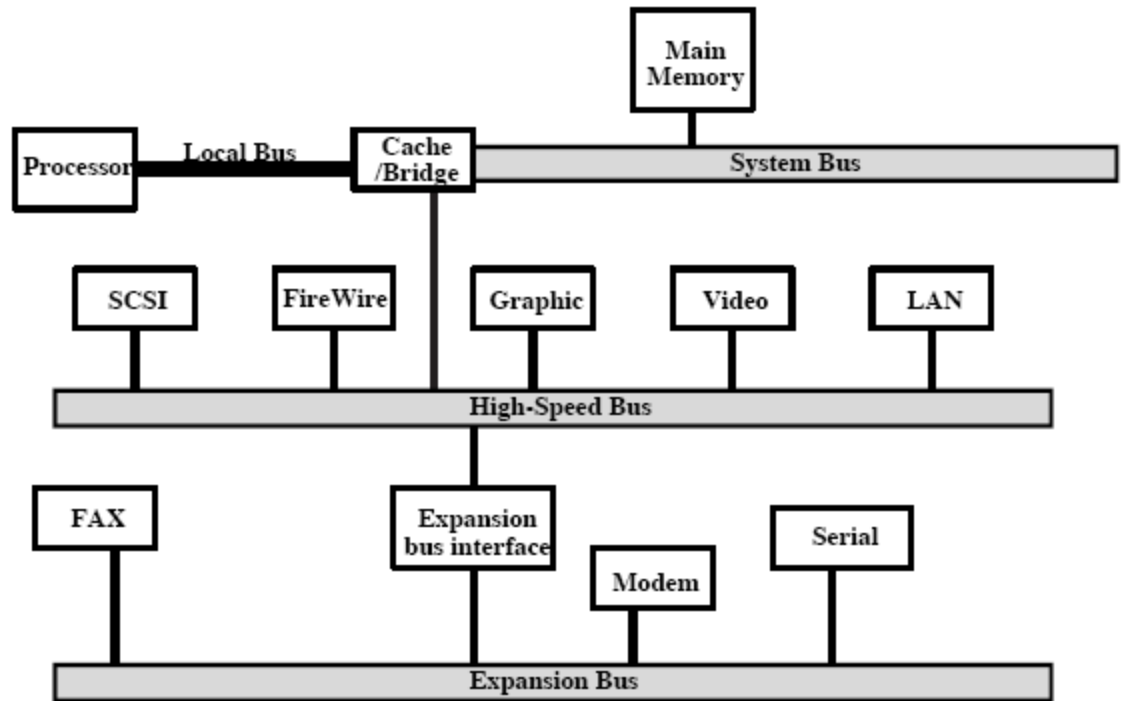 Main
Memory
Processor
Local Bus
Cache
/Bridge
System Bus
SCSI
FireWire
Graphic
Video
LAN
High-Speed Bus
FAX
Expansion
bus interface
Modem
Serial
Expansion Bus